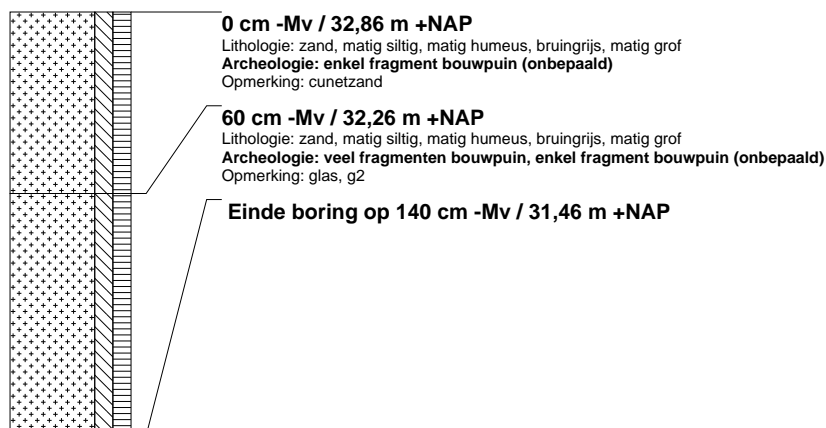 0 cm -Mv / 32,86 m +NAP
Lithologie: zand, matig siltig, matig humeus, bruingrijs, matig grof
Archeologie: enkel fragment bouwpuin (onbepaald)
Opmerking: cunetzand
60 cm -Mv / 32,26 m +NAP
Lithologie: zand, matig siltig, matig humeus, bruingrijs, matig grof
Archeologie: veel fragmenten bouwpuin, enkel fragment bouwpuin (onbepaald)
Opmerking: glas, g2
Einde boring op 140 cm -Mv / 31,46 m +NAP